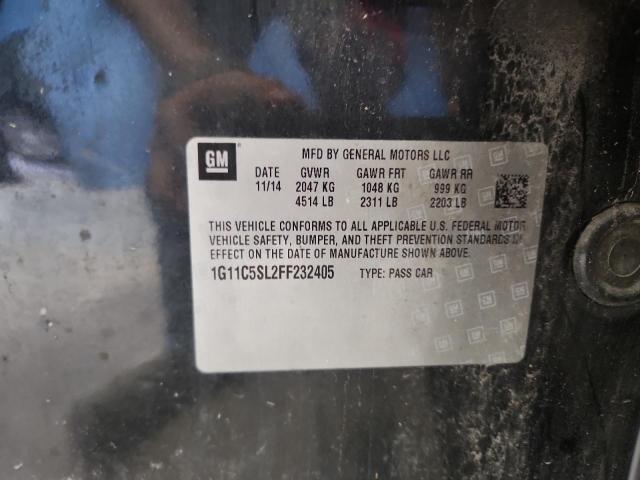 GM
MFD BY GENERAL MOTORS LLC
DATE GVWR GAWR FRT GAWR RR
11/14 2047 KG 1048 KG 999 KG
4514 LB 2311 LB 2203 LB
THIS VEHICLE CONFORMS TO ALL APPLICABLE U.S. FEDERAL MOTOR
VEHICLE SAFETY, BUMPER, AND THEFT PREVENTION STANDARDS IN
EFFECT ON THE DATE OF MANUFACTURE SHOWN ABOVE.
1G11C5SL2FF232405 TYPE: PASS CAR